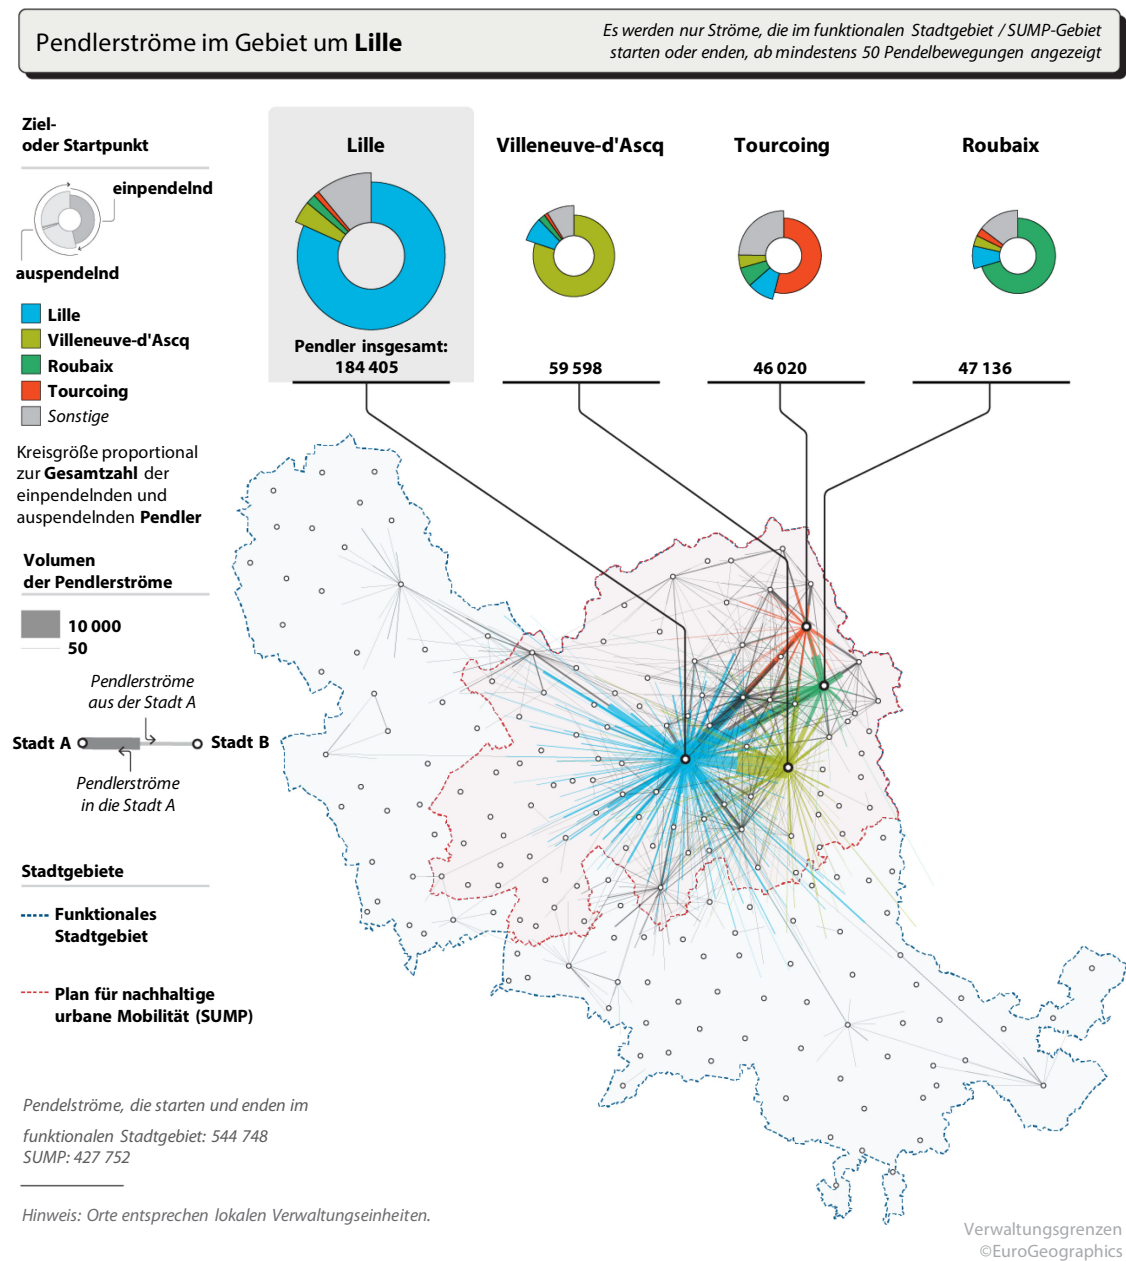 Pendlerströme im Gebiet um Lille
Es werden nur Ströme, die im funktionalen Stadtgebiet / SUMP-Gebiet
starten oder enden, ab mindestens 50 Pendelbewegungen angezeigt
Ziel-
oder Startpunkt
einpendelnd
auspendelnd
Lille
Villeneuve-d'Ascq
Roubaix
Tourcoing
Sonstige
Kreisgröße proportional
zur Gesamtzahl der
einpendelnden und
auspendelnden Pendler
Lille
Villeneuve-d'Ascq
Tourcoing
Roubaix
Pendler insgesamt:
184 405
59 598
46 020
47 136
Volumen
der Pendlerströme
10 000
50
Pendlerströme
aus der Stadt A
Stadt A
Stadt B
Pendlerströme
in die Stadt A
Stadtgebiete
Funktionales
Stadtgebiet
Plan für nachhaltige
urbane Mobilität (SUMP)
Pendelströme, die starten und enden im
funktionalen Stadtgebiet: 544 748
SUMP: 427 752
Hinweis: Orte entsprechen lokalen Verwaltungseinheiten.
Verwaltungsgrenzen
©EuroGeographics